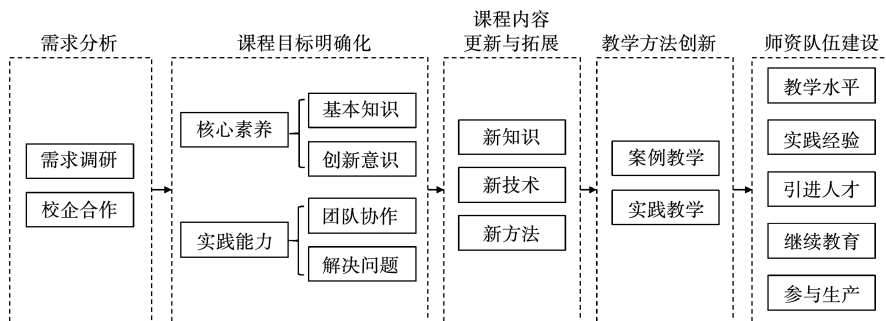 需求分析
需求调研
校企合作
课程目标明确化
核心素养
基本知识
创新意识
实践能力
团队协作
解决问题
课程内容
更新与拓展
新知识
新技术
新方法
教学方法创新
案例教学
实践教学
师资队伍建设
教学水平
实践经验
引进人才
继续教育
参与生产